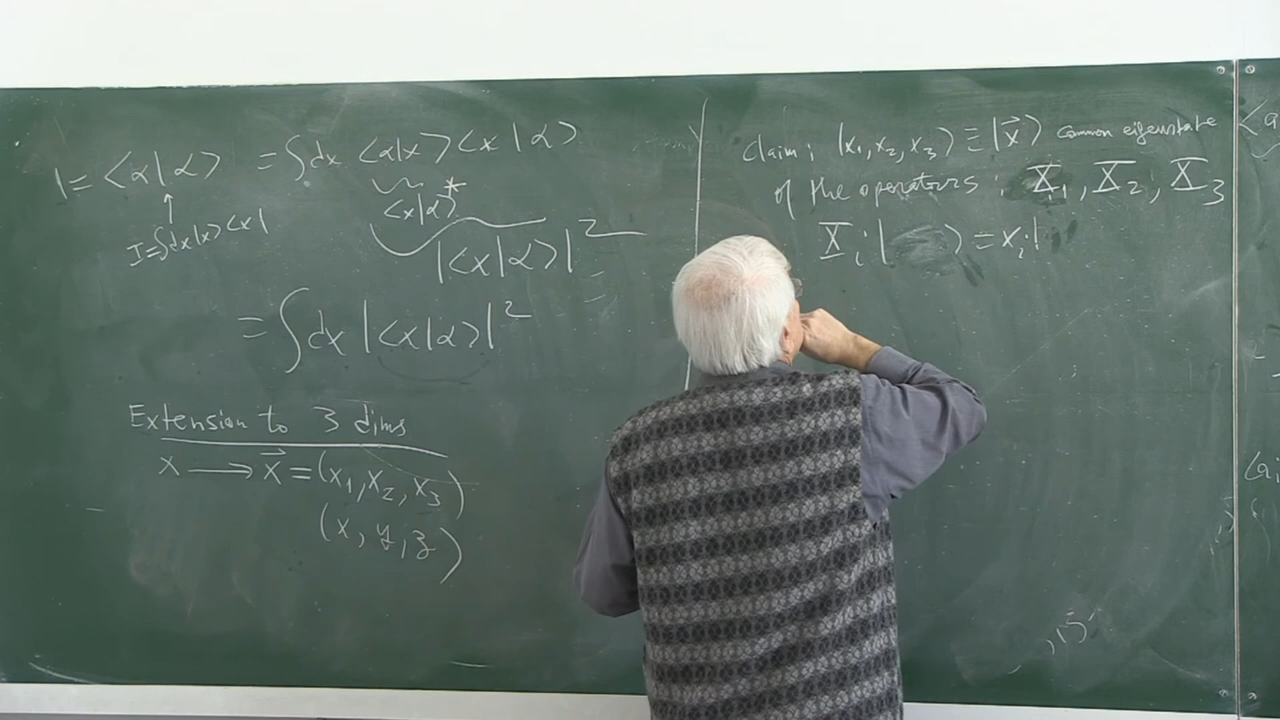 1 = <α|α> = ∫dx <α|x><x|α>
<x|α>*
I=∫dx|x><x|
|<x|α>|²
= ∫dx |<x|α>|²
Extension to 3 dims
x ⟶ x⃗ = (x₁,x₂,x₃)
(x, y, z)
Claim: |x₁,x₂,x₃⟩ ≡ |x⃗⟩ common eigenstate
of the operators: X₁, X₂, X₃
Xᵢ| ⟩ = xᵢ|